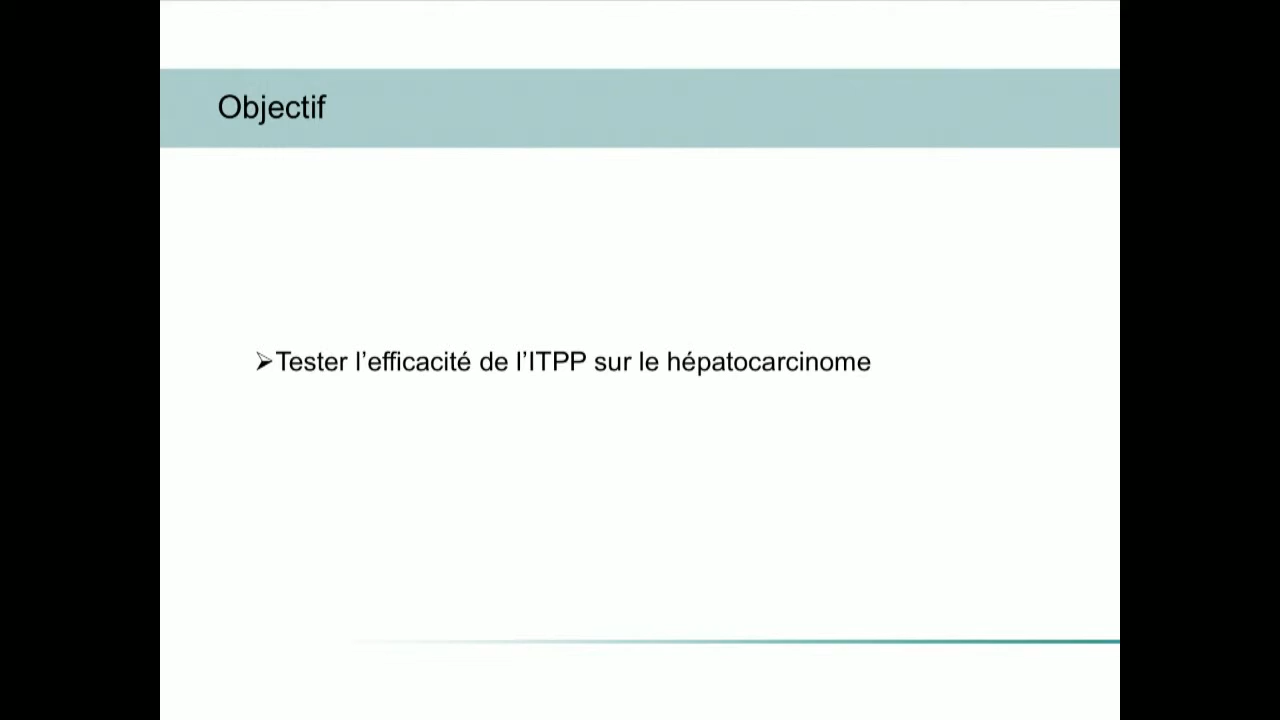 Objectif
➢Tester l’efficacité de l’ITPP sur le hépatocarcinome